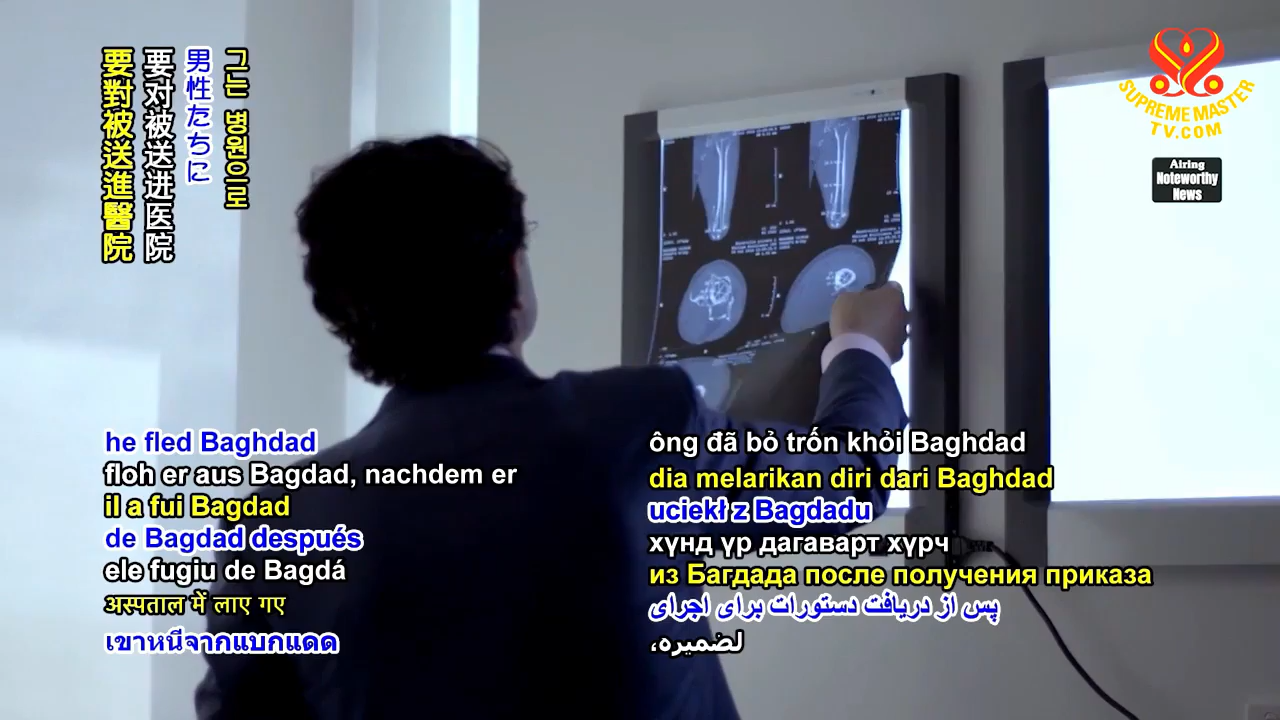 要對被送進醫院
要对被送进医院
男性たちに
그는 병원으로
SUPREME MASTER
TV.COM
Airing
Noteworthy
News
he fled Baghdad
floh er aus Bagdad, nachdem er
il a fui Bagdad
de Bagdad después
ele fugiu de Bagdá
अस्पताल में लाए गए
เขาหนีจากแบกแดด
ông đã bỏ trốn khỏi Baghdad
dia melarikan diri dari Baghdad
uciekł z Bagdadu
хүнд үр дагаварт хүрч
из Багдада после получения приказа
پس از دریافت دستورات برای اجرای
لضميره،